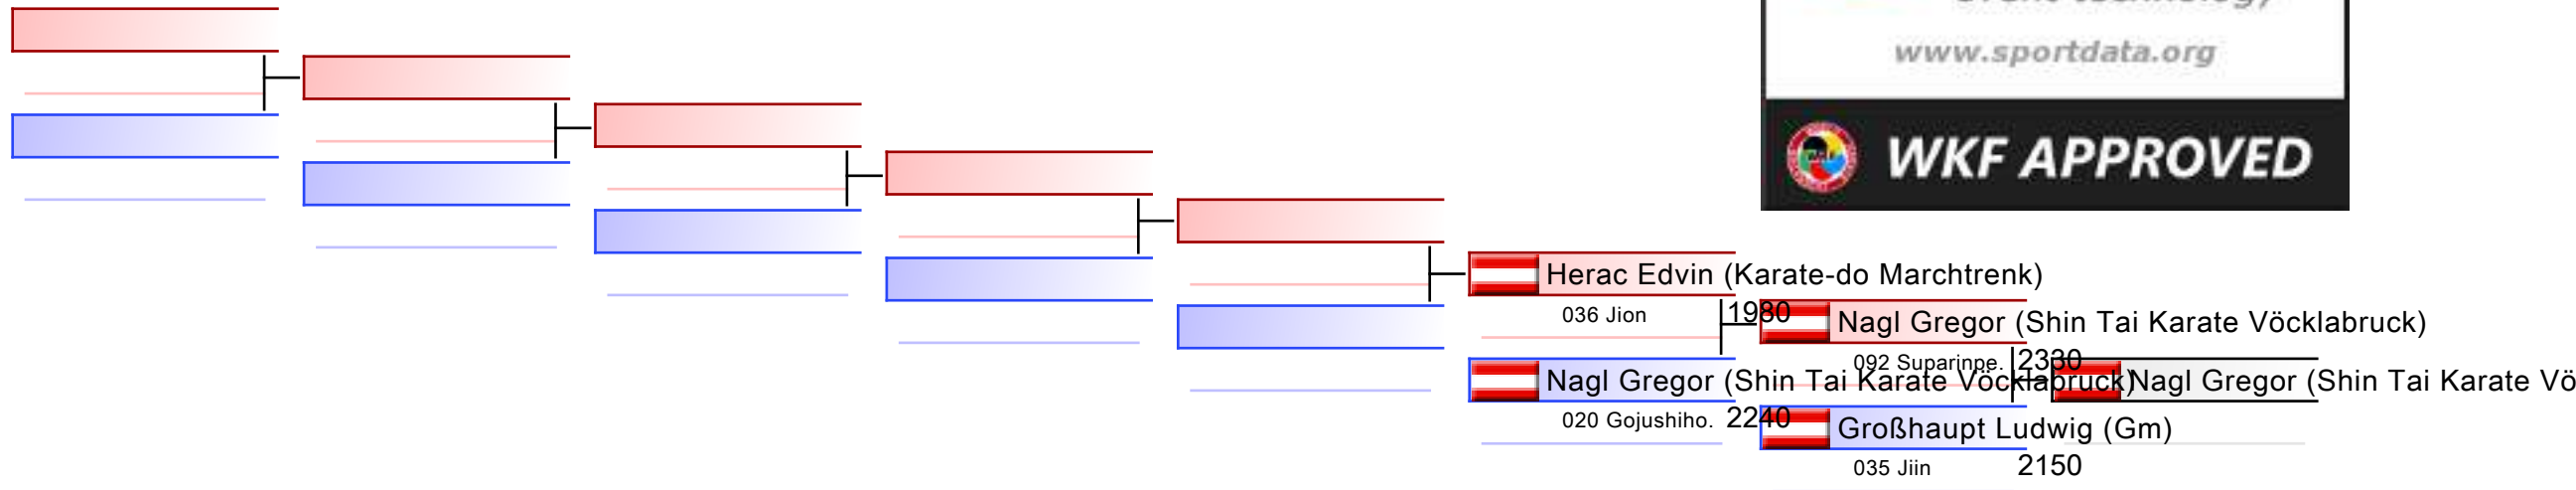 event technology
www.sportdata.org
WKF APPROVED
Herac Edvin (Karate-do Marchtrenk)
036 Jion 1980
Nagl Gregor (Shin Tai Karate Vöcklabruck)
092 Suparinpe. 2330
Nagl Gregor (Shin Tai Karate Vöcklabruck)
Nagl Gregor (Shin Tai Karate Vö
020 Gojushiho. 2240
Großhaupt Ludwig (Gm)
035 Jiin 2150